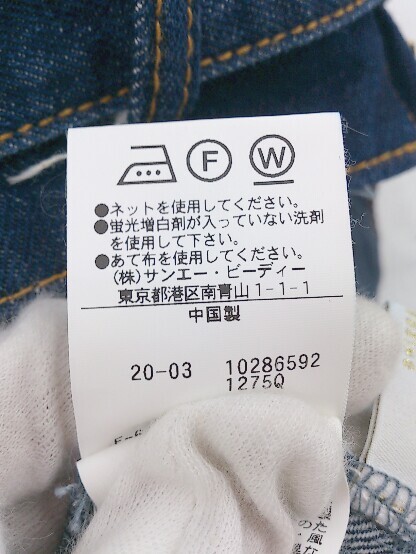 F W
●ネットを使用してください。
●蛍光増白剤が入っていない洗剤
を使用して下さい。
●あて布を使用してください。
(株)サンエー・ビーディー
東京都港区南青山1-1-1
中国製
20-03 10286592
1275Q